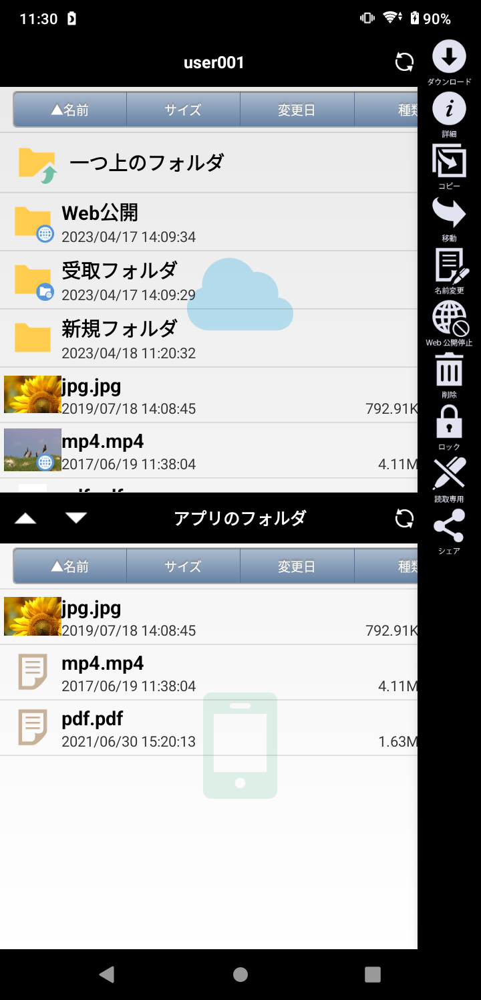 11:30
90%
user001
▲名前 サイズ 変更日 種類
一つ上のフォルダ
Web公開
2023/04/17 14:09:34
受取フォルダ
2023/04/17 14:09:29
新規フォルダ
2023/04/18 11:20:32
jpg.jpg
2019/07/18 14:08:45 792.91K
mp4.mp4
2017/06/19 11:38:04 4.11M
アプリのフォルダ
▲名前 サイズ 変更日 種類
jpg.jpg
2019/07/18 14:08:45 792.91K
mp4.mp4
2017/06/19 11:38:04 4.11M
pdf.pdf
2021/06/30 15:20:13 1.63M
ダウンロード
詳細
コピー
移動
名前変更
Web 公開停止
削除
ロック
読取専用
シェア